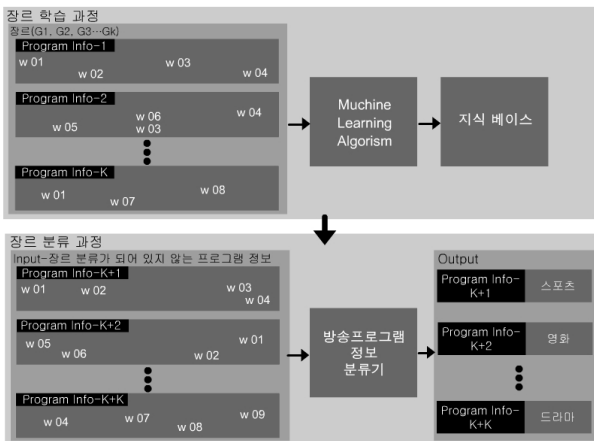 장르 학습 과정
장르(G1, G2, G3…Gk)
Program Info-1
w 01
w 02
w 03
w 04
Program Info-2
w 05
w 06
w 03
w 04
Program Info-K
w 01
w 07
w 08
Muchine
Learning
Algorism
지식 베이스
장르 분류 과정
Input-장르 분류가 되어 있지 않는 프로그램 정보
Program Info-K+1
w 01
w 02
w 03
w 04
Program Info-K+2
w 05
w 06
w 02
w 01
Program Info-K+K
w 04
w 07
w 08
w 09
방송프로그램
정보
분류기
Output
Program Info-
K+1
스포츠
Program Info-
K+2
영화
Program Info-
K+K
드라마